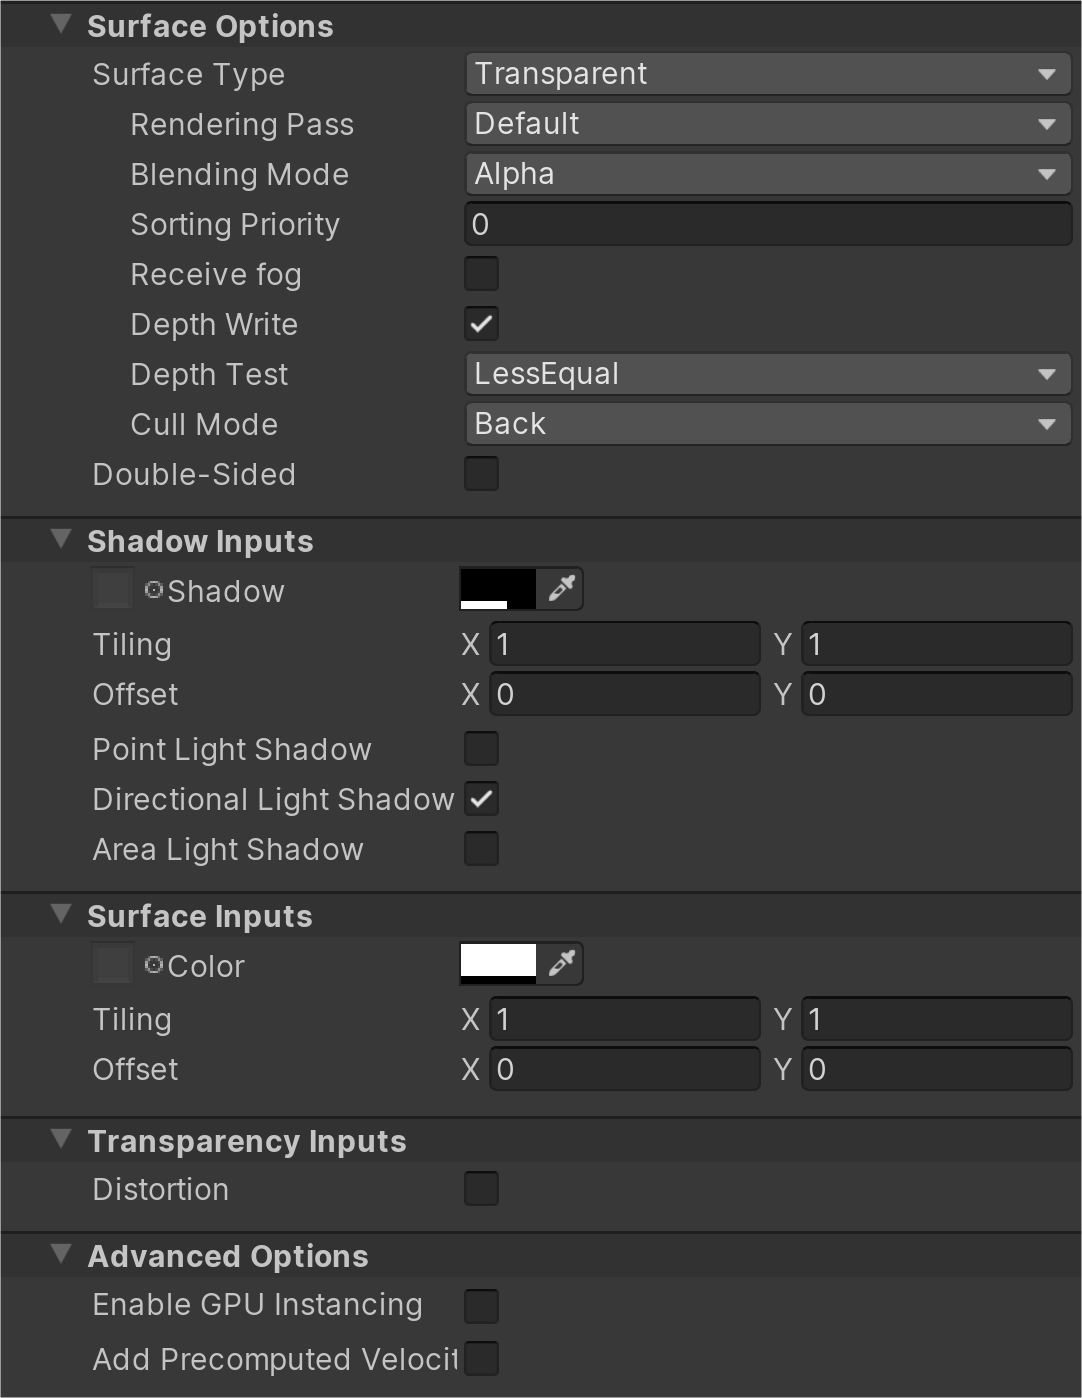 Surface Options
Surface Type Transparent
Rendering Pass Default
Blending Mode Alpha
Sorting Priority 0
Receive fog
Depth Write
Depth Test LessEqual
Cull Mode Back
Double-Sided
Shadow Inputs
Shadow
Tiling X 1 Y 1
Offset X 0 Y 0
Point Light Shadow
Directional Light Shadow
Area Light Shadow
Surface Inputs
Color
Tiling X 1 Y 1
Offset X 0 Y 0
Transparency Inputs
Distortion
Advanced Options
Enable GPU Instancing
Add Precomputed Velocit